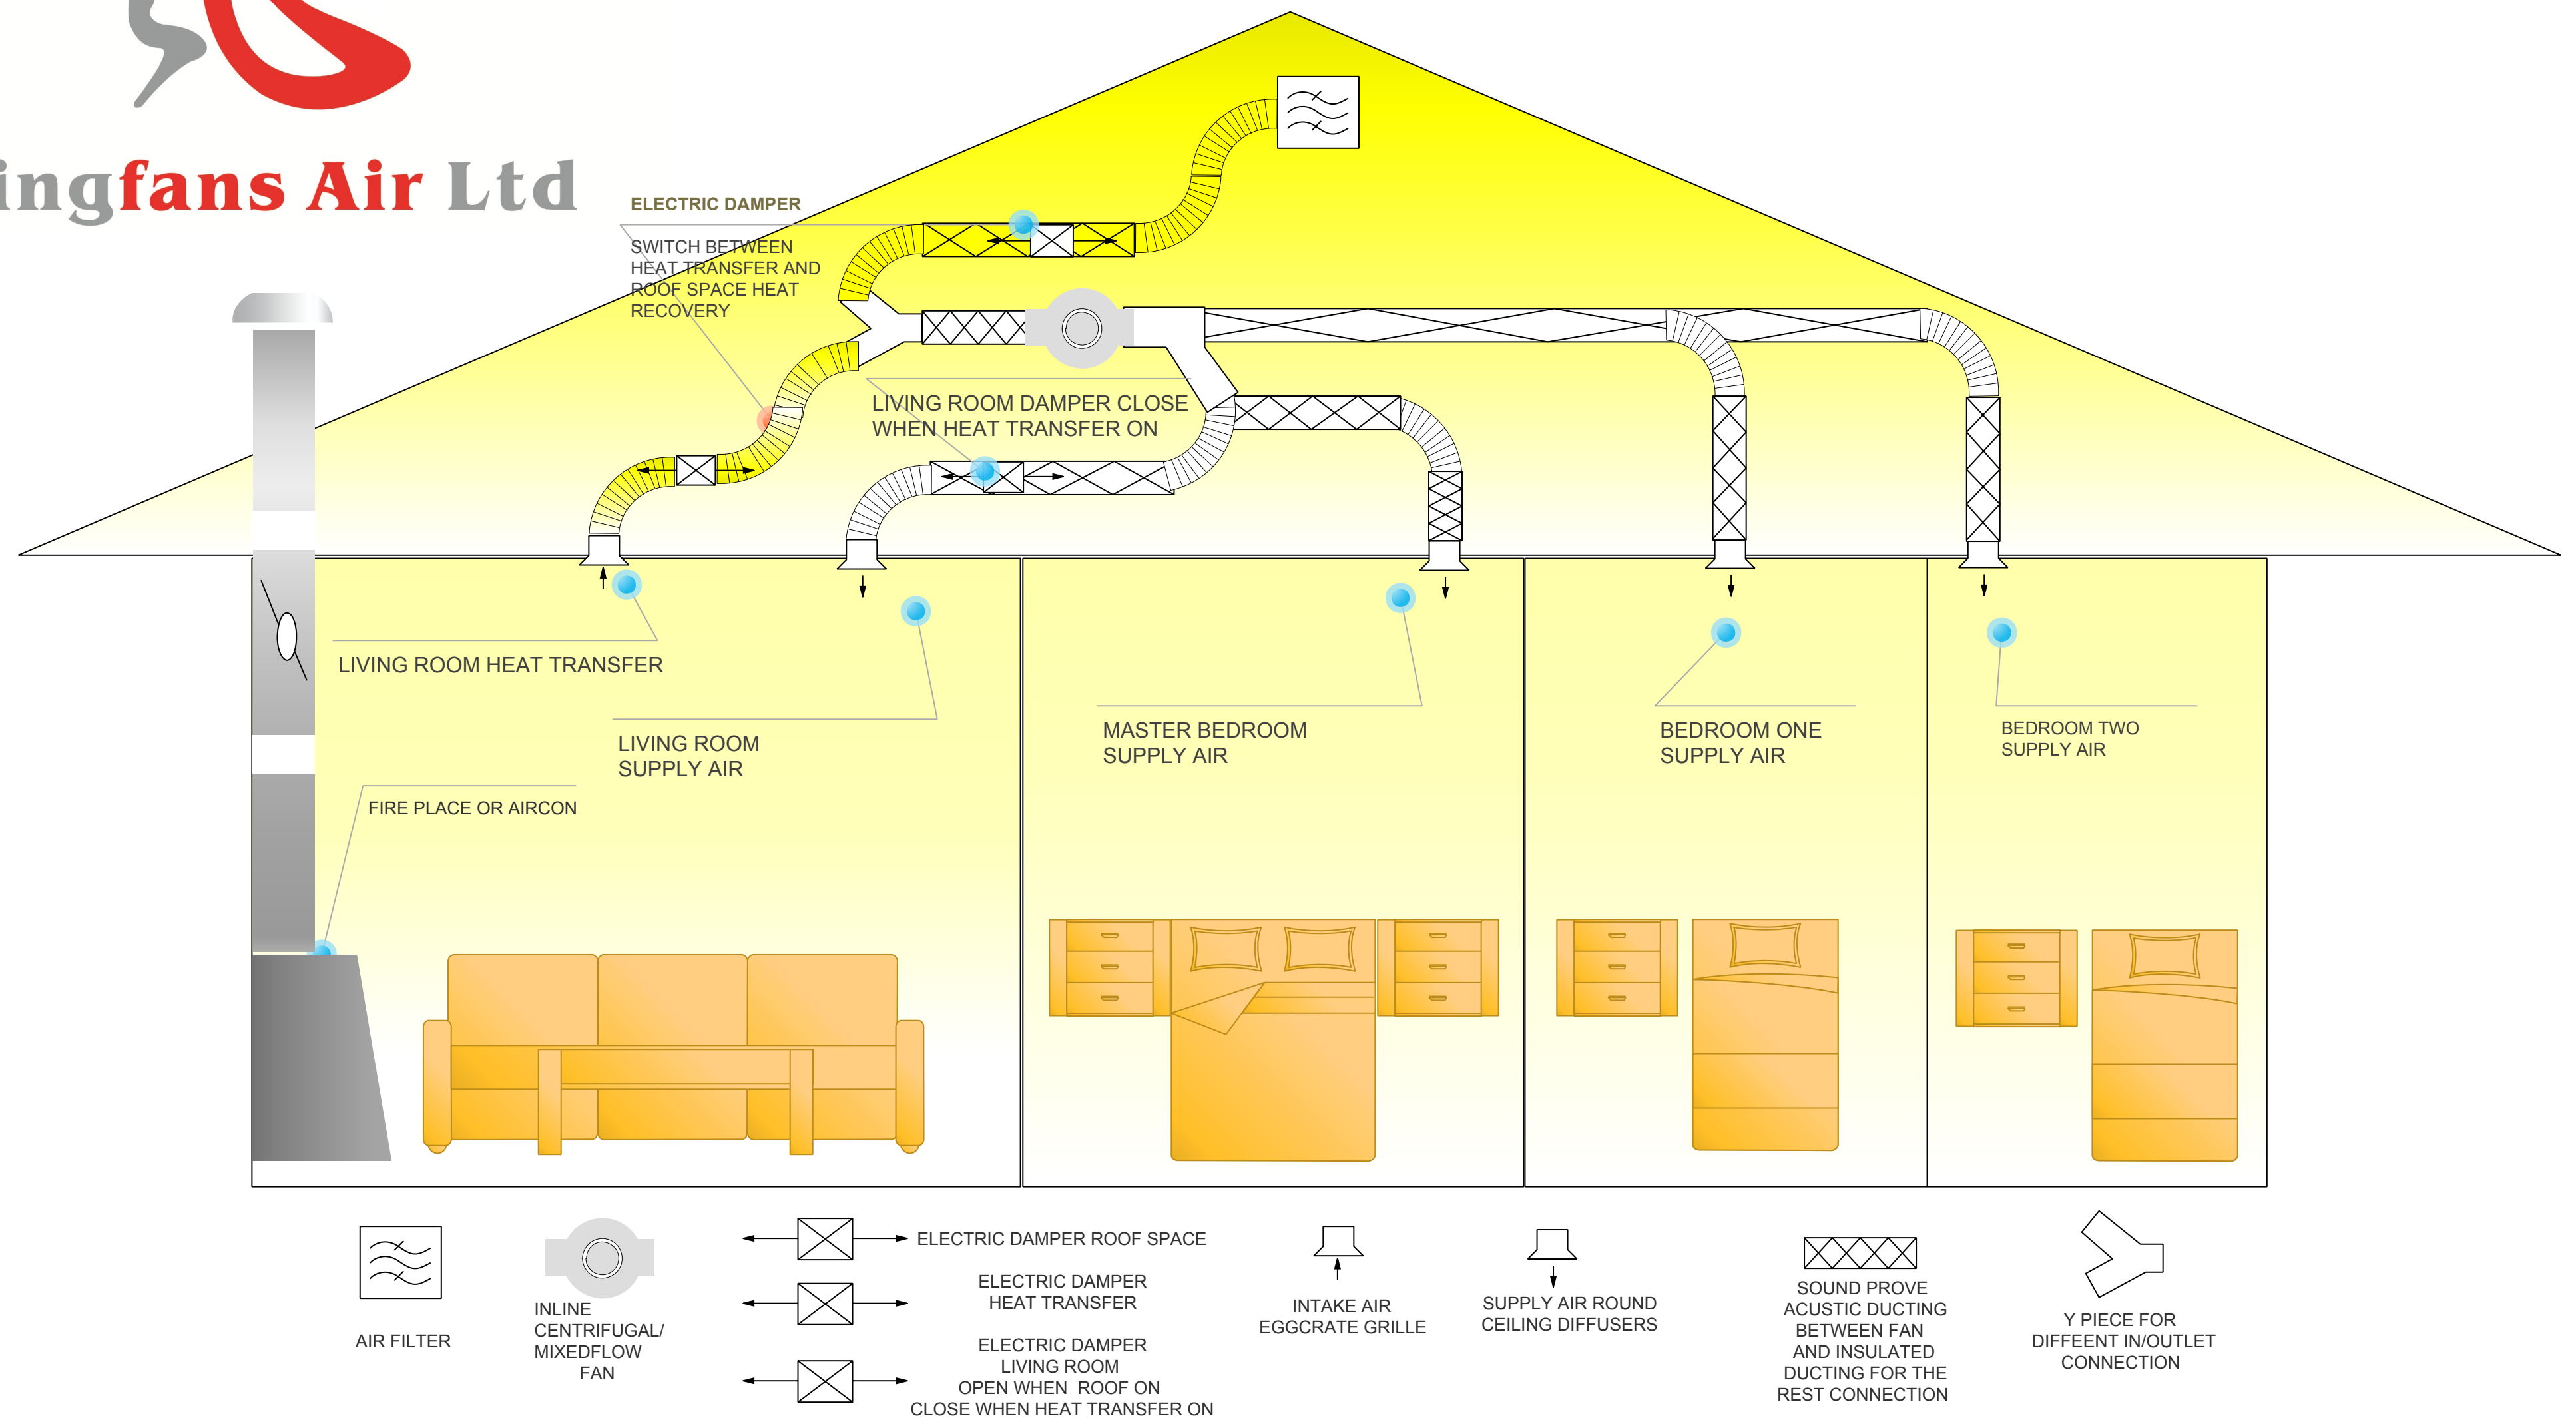 ingfans Air Ltd
ELECTRIC DAMPER
SWITCH BETWEEN
HEAT TRANSFER AND
ROOF SPACE HEAT
RECOVERY
LIVING ROOM DAMPER CLOSE
WHEN HEAT TRANSFER ON
LIVING ROOM HEAT TRANSFER
LIVING ROOM
SUPPLY AIR
MASTER BEDROOM
SUPPLY AIR
BEDROOM ONE
SUPPLY AIR
BEDROOM TWO
SUPPLY AIR
FIRE PLACE OR AIRCON
AIR FILTER
INLINE
CENTRIFUGAL/
MIXEDFLOW
FAN
ELECTRIC DAMPER ROOF SPACE
ELECTRIC DAMPER
HEAT TRANSFER
ELECTRIC DAMPER
LIVING ROOM
OPEN WHEN ROOF ON
CLOSE WHEN HEAT TRANSFER ON
INTAKE AIR
EGGCRATE GRILLE
SUPPLY AIR ROUND
CEILING DIFFUSERS
SOUND PROVE
ACUSTIC DUCTING
BETWEEN FAN
AND INSULATED
DUCTING FOR THE
REST CONNECTION
Y PIECE FOR
DIFFEENT IN/OUTLET
CONNECTION